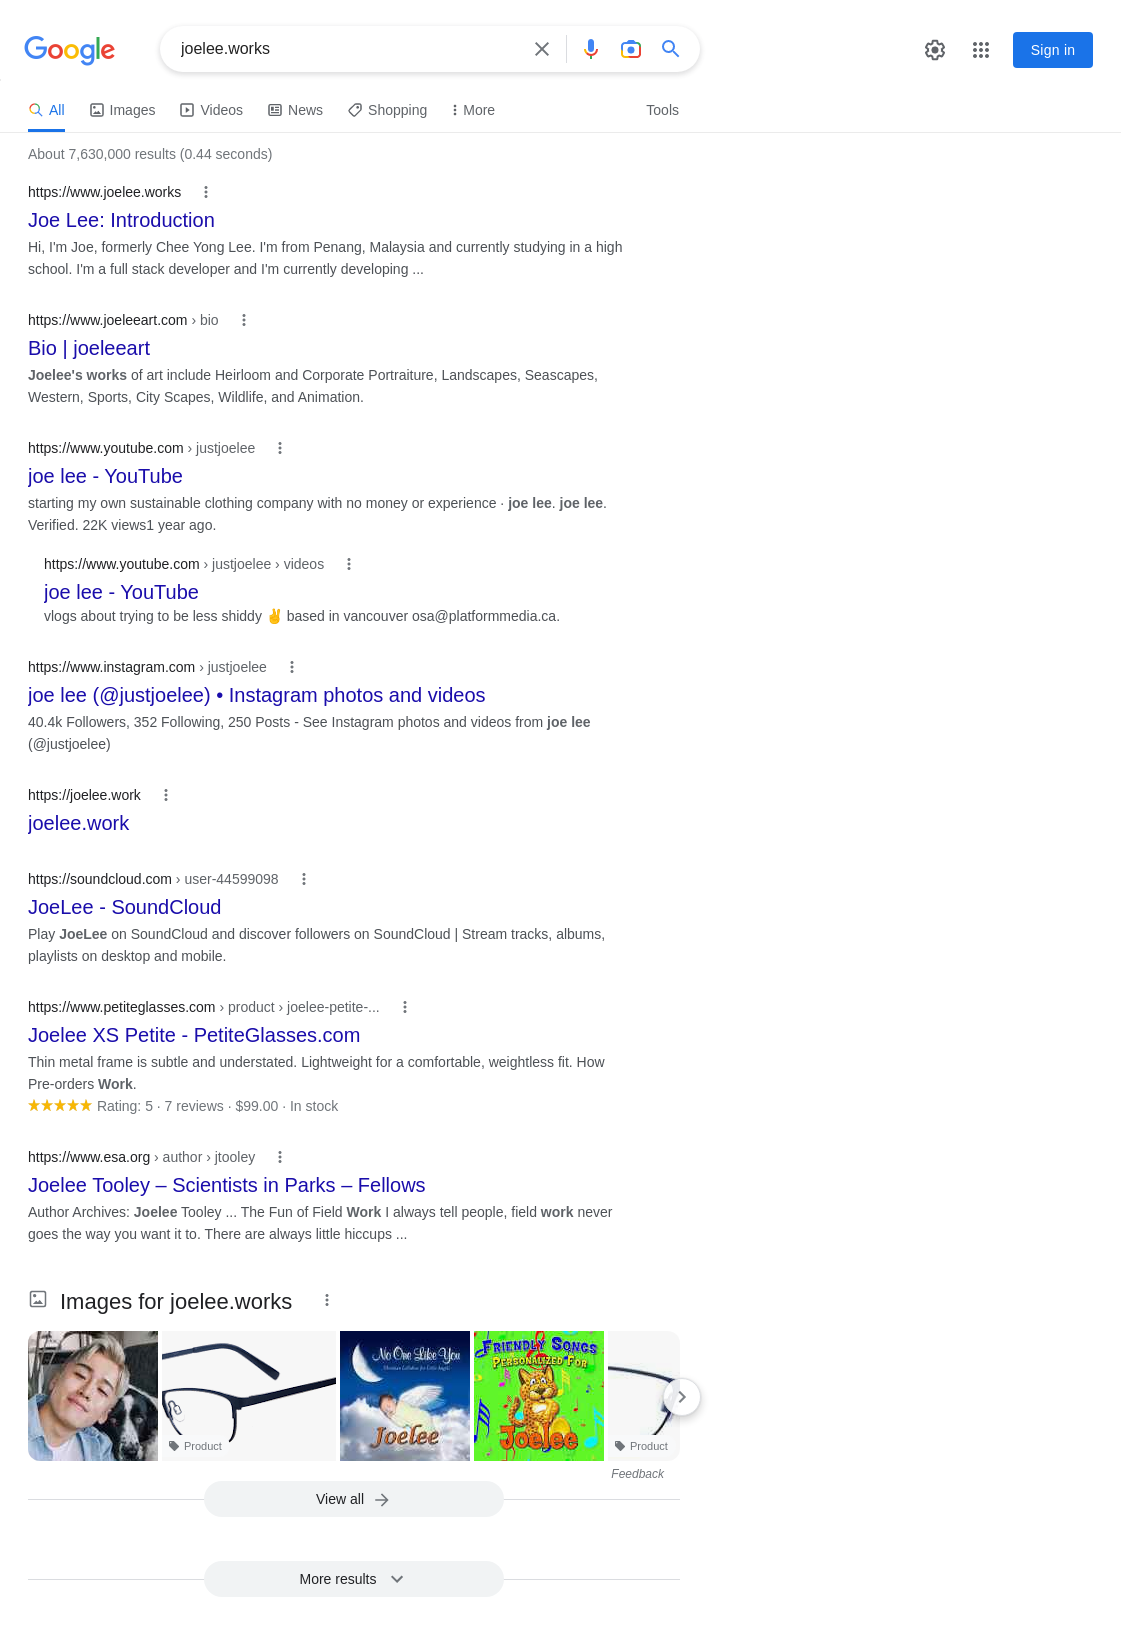 Google
joelee.works
Sign in
All
Images
Videos
News
Shopping
More
Tools
About 7,630,000 results (0.44 seconds)
https://www.joelee.works
Joe Lee: Introduction
Hi, I'm Joe, formerly Chee Yong Lee. I'm from Penang, Malaysia and currently studying in a high
school. I'm a full stack developer and I'm currently developing ...
https://www.joeleeart.com › bio
Bio | joeleeart
Joelee's works of art include Heirloom and Corporate Portraiture, Landscapes, Seascapes,
Western, Sports, City Scapes, Wildlife, and Animation.
https://www.youtube.com › justjoelee
joe lee - YouTube
starting my own sustainable clothing company with no money or experience · joe lee. joe lee.
Verified. 22K views1 year ago.
https://www.youtube.com › justjoelee › videos
joe lee - YouTube
vlogs about trying to be less shiddy ✌ based in vancouver osa@platformmedia.ca.
https://www.instagram.com › justjoelee
joe lee (@justjoelee) • Instagram photos and videos
40.4k Followers, 352 Following, 250 Posts - See Instagram photos and videos from joe lee
(@justjoelee)
https://joelee.work
joelee.work
https://soundcloud.com › user-44599098
JoeLee - SoundCloud
Play JoeLee on SoundCloud and discover followers on SoundCloud | Stream tracks, albums,
playlists on desktop and mobile.
https://www.petiteglasses.com › product › joelee-petite-...
Joelee XS Petite - PetiteGlasses.com
Thin metal frame is subtle and understated. Lightweight for a comfortable, weightless fit. How
Pre-orders Work.
★★★★★ Rating: 5 · 7 reviews · $99.00 · In stock
https://www.esa.org › author › jtooley
Joelee Tooley – Scientists in Parks – Fellows
Author Archives: Joelee Tooley ... The Fun of Field Work I always tell people, field work never
goes the way you want it to. There are always little hiccups ...
Images for joelee.works
Product
No One Like You
Christian Lullabies for Little Angels
Joelee
Friendly Songs
Personalized For
Joelee
Product
Feedback
View all
More results